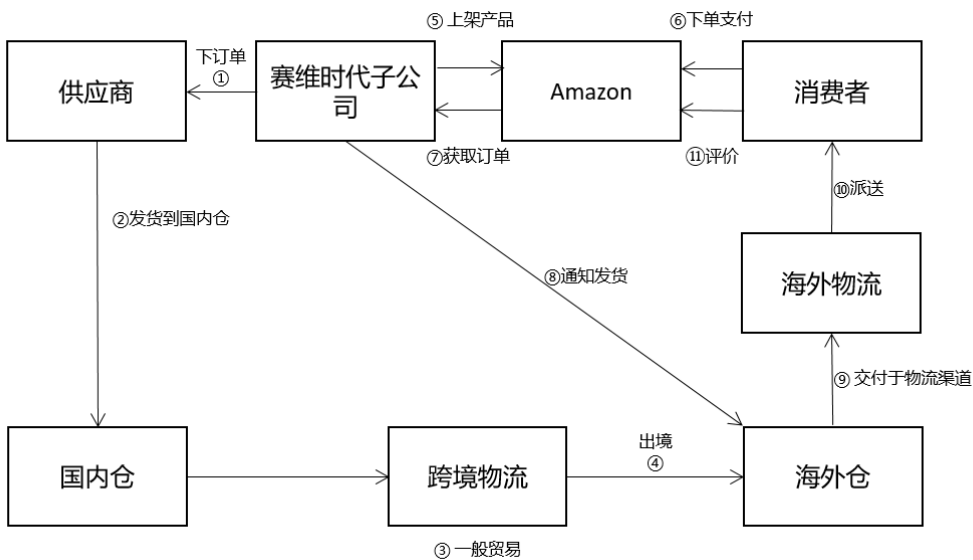 ⑤ 上架产品
⑥下单支付
下订单
①
供应商
赛维时代子公
司
Amazon
消费者
⑦获取订单
⑪评价
⑩派送
②发货到国内仓
⑧通知发货
海外物流
⑨ 交付于物流渠道
出境
④
国内仓
跨境物流
海外仓
③ 一般贸易